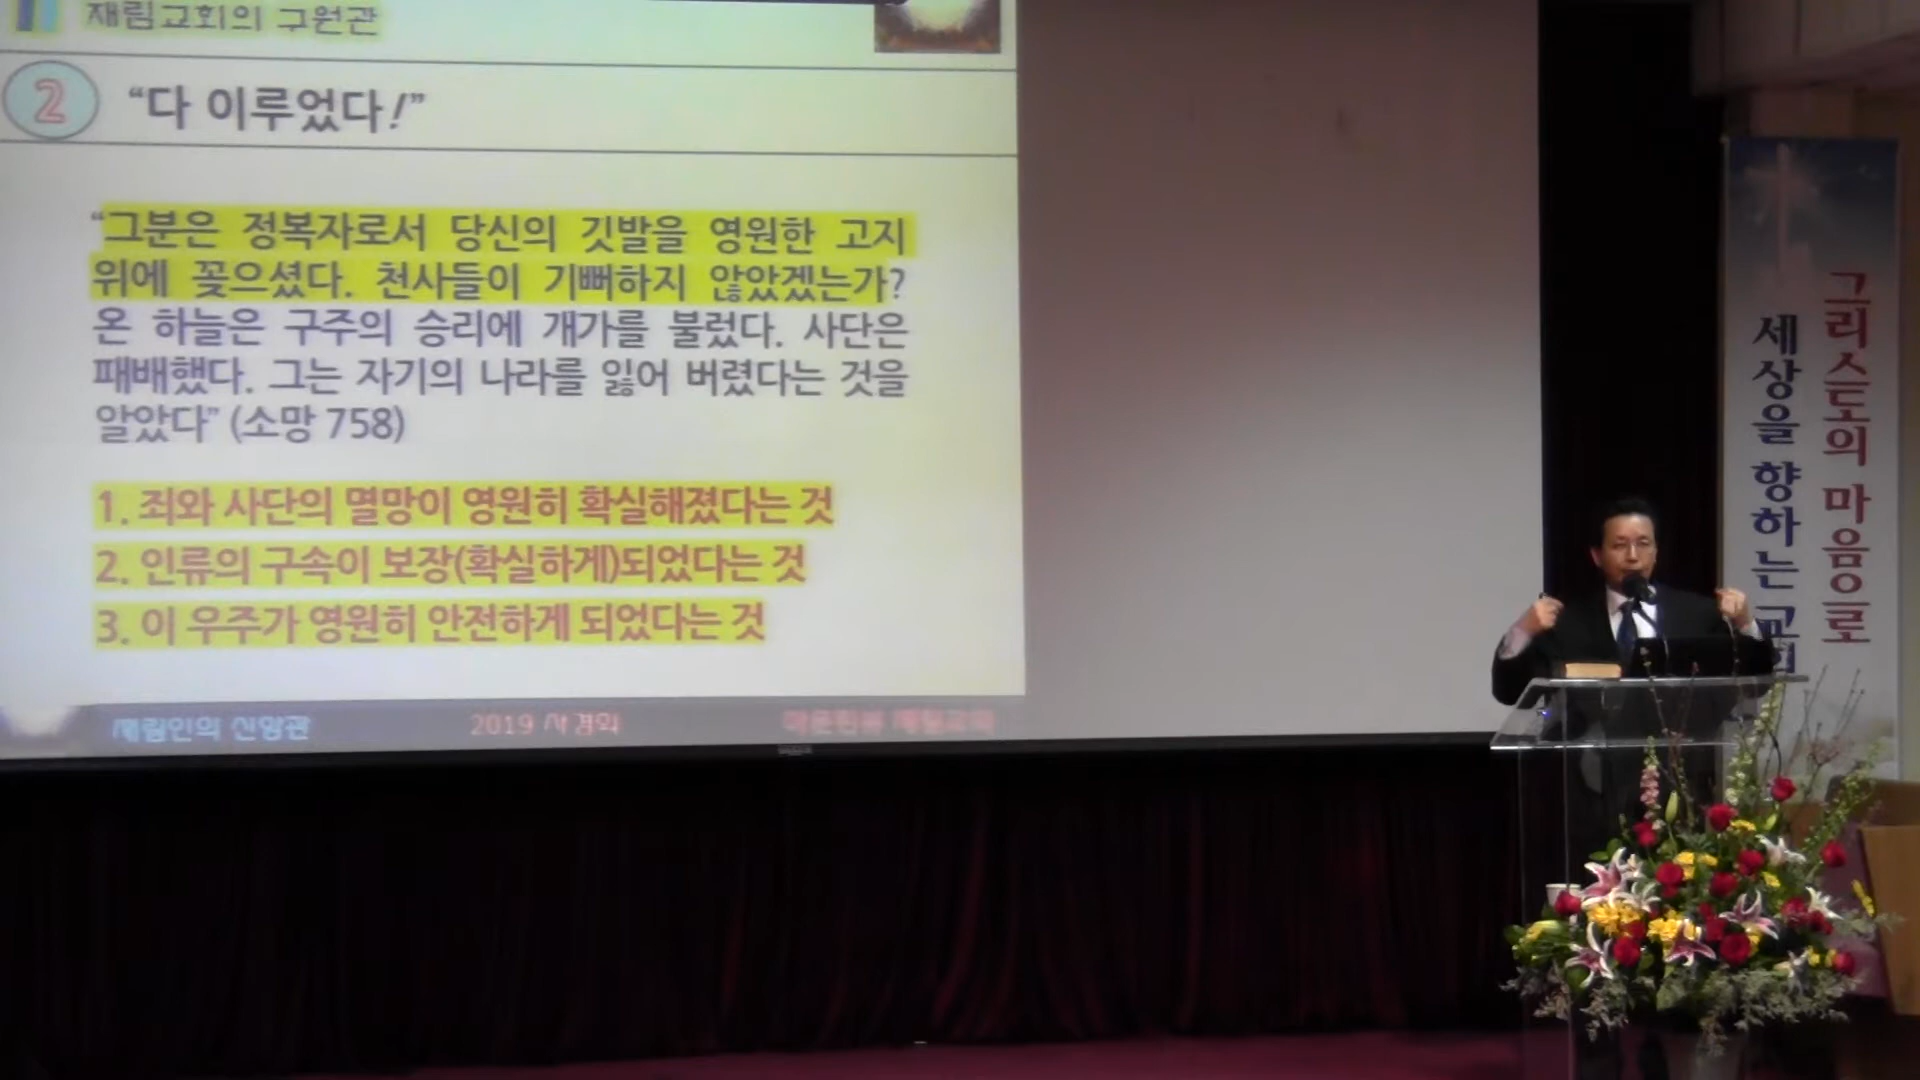 재림교회의 구원관
2 “다 이루었다!”
“그분은 정복자로서 당신의 깃발을 영원한 고지
위에 꽂으셨다. 천사들이 기뻐하지 않았겠는가?
온 하늘은 구주의 승리에 개가를 불렀다. 사단은
패배했다. 그는 자기의 나라를 잃어 버렸다는 것을
알았다” (소망 758)
1. 죄와 사단의 멸망이 영원히 확실해졌다는 것
2. 인류의 구속이 보장(확실하게)되었다는 것
3. 이 우주가 영원히 안전하게 되었다는 것
재림인의 신앙관
2019 사경회
재림교회
그리스도의 마음으로
세상을 향하는 교회